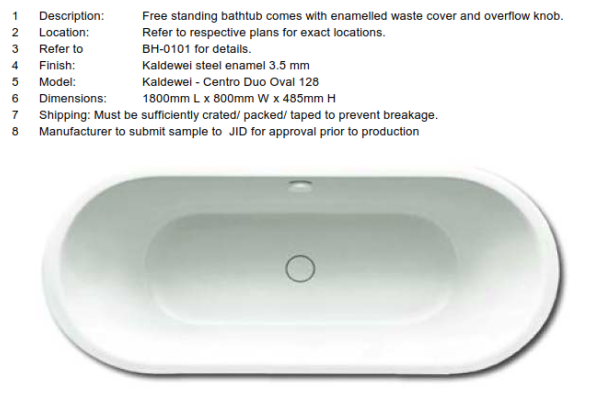 1 Description: Free standing bathtub comes with enamelled waste cover and overflow knob.
2 Location: Refer to respective plans for exact locations.
3 Refer to BH-0101 for details.
4 Finish: Kaldewei steel enamel 3.5 mm
5 Model: Kaldewei - Centro Duo Oval 128
6 Dimensions: 1800mm L x 800mm W x 485mm H
7 Shipping: Must be sufficiently crated/ packed/ taped to prevent breakage.
8 Manufacturer to submit sample to JID for approval prior to production